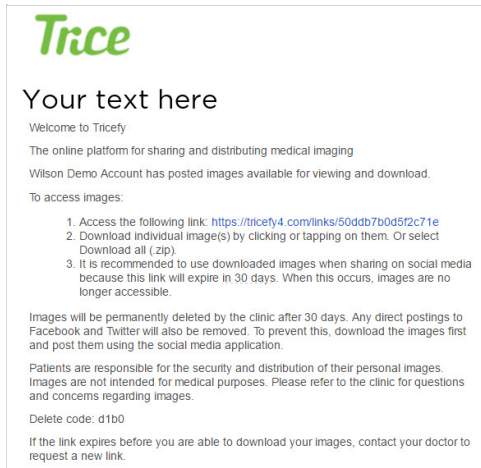 Trice
Your text here
Welcome to Tricefy
The online platform for sharing and distributing medical imaging
Wilson Demo Account has posted images available for viewing and download.
To access images:
1. Access the following link: https://tricefy4.com/links/50ddb7b0d5f2c71e
2. Download individual image(s) by clicking or tapping on them. Or select
Download all (.zip).
3. It is recommended to use downloaded images when sharing on social media
because this link will expire in 30 days. When this occurs, images are no
longer accessible.
Images will be permanently deleted by the clinic after 30 days. Any direct postings to
Facebook and Twitter will also be removed. To prevent this, download the images first
and post them using the social media application.
Patients are responsible for the security and distribution of their personal images.
Images are not intended for medical purposes. Please refer to the clinic for questions
and concerns regarding images.
Delete code: d1b0
If the link expires before you are able to download your images, contact your doctor to
request a new link.